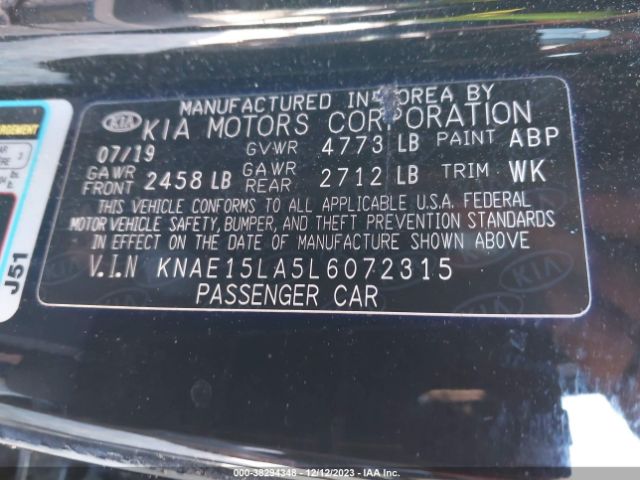 MANUFACTURED IN KOREA BY
KIA KIA MOTORS CORPORATION
07/19 GVWR 4773 LB PAINT ABP
GAWR FRONT 2458 LB GAWR REAR 2712 LB TRIM WK
THIS VEHICLE CONFORMS TO ALL APPLICABLE U.S.A. FEDERAL
MOTOR VEHICLE SAFETY, BUMPER, AND THEFT PREVENTION STANDARDS
IN EFFECT ON THE DATE OF MANUFACTURE SHOWN ABOVE.
V.I.N KNAE15LA5L6072315
PASSENGER CAR
J51
000-38294348 - 12/12/2023 - IAAI.com